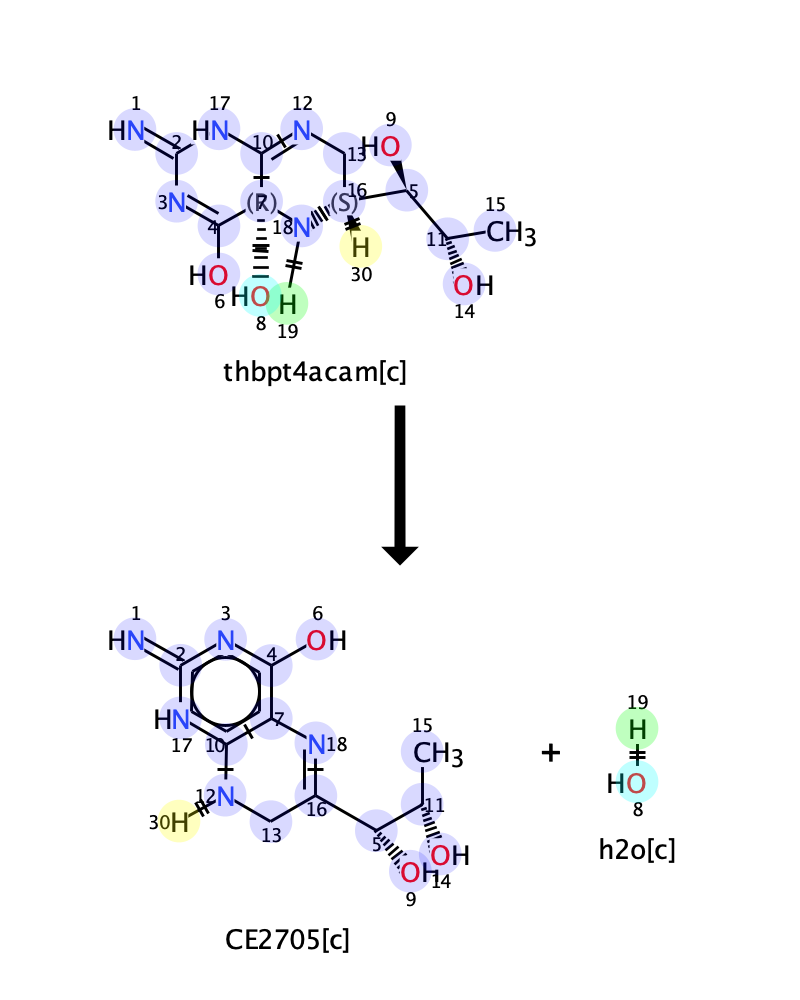 1 17 12 9
HN 2 HN 10 N 13 HO
3 N 4 (R) 7 18 N (S) 16 5 15
11 CH3
HO 6 HO 8 H 19 H 30 OH 14
thbpt4acam[c]
1 3 6
HN 2 N 4 OH
HN 17 10 7 N 18 15 CH3
30 H 12 N 13 16 5 11
OH 9 OH 14
CE2705[c]
+
19
H
HO
8
h2o[c]